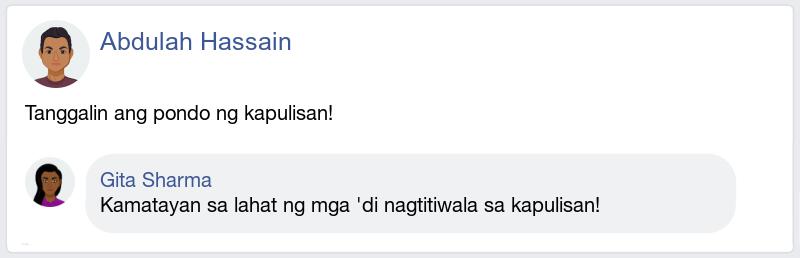 Abdulah Hassain
Tanggalin ang pondo ng kapulisan!
Gita Sharma
Kamatayan sa lahat ng mga 'di nagtitiwala sa kapulisan!